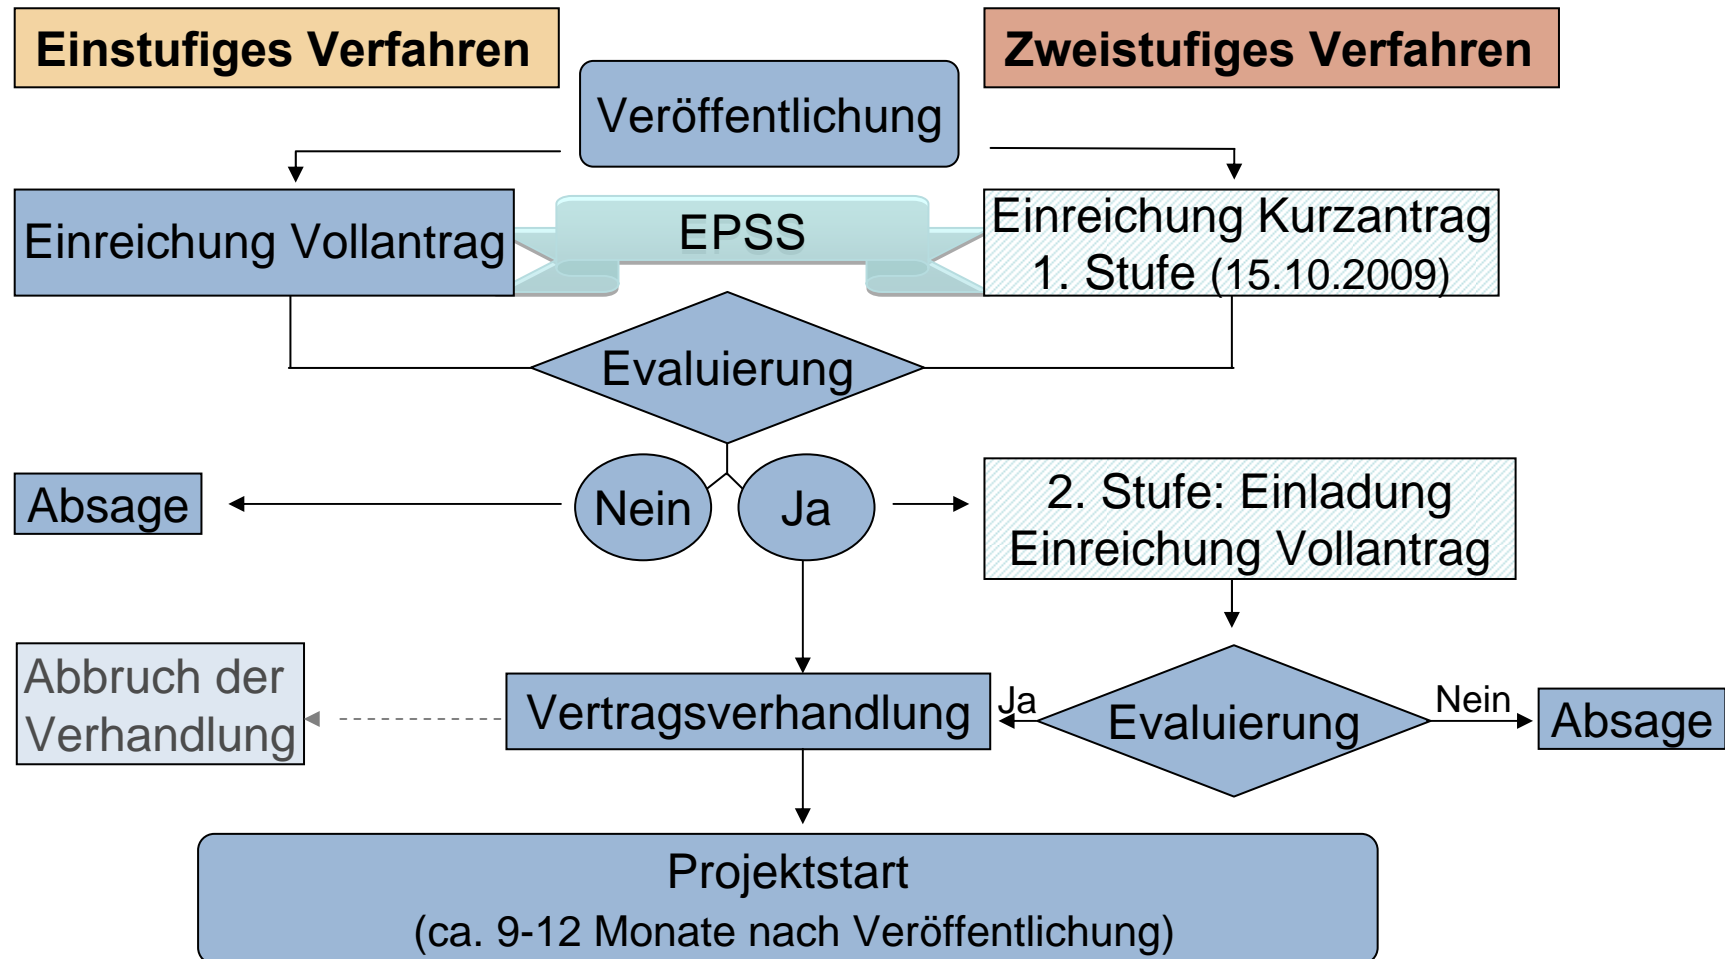 Einstufiges Verfahren
Zweistufiges Verfahren
Veröffentlichung
Einreichung Vollantrag
EPSS
Einreichung Kurzantrag
1. Stufe (15.10.2009)
Evaluierung
Absage
Nein
Ja
2. Stufe: Einladung
Einreichung Vollantrag
Abbruch der
Verhandlung
Vertragsverhandlung
Ja
Evaluierung
Nein
Absage
Projektstart
(ca. 9-12 Monate nach Veröffentlichung)